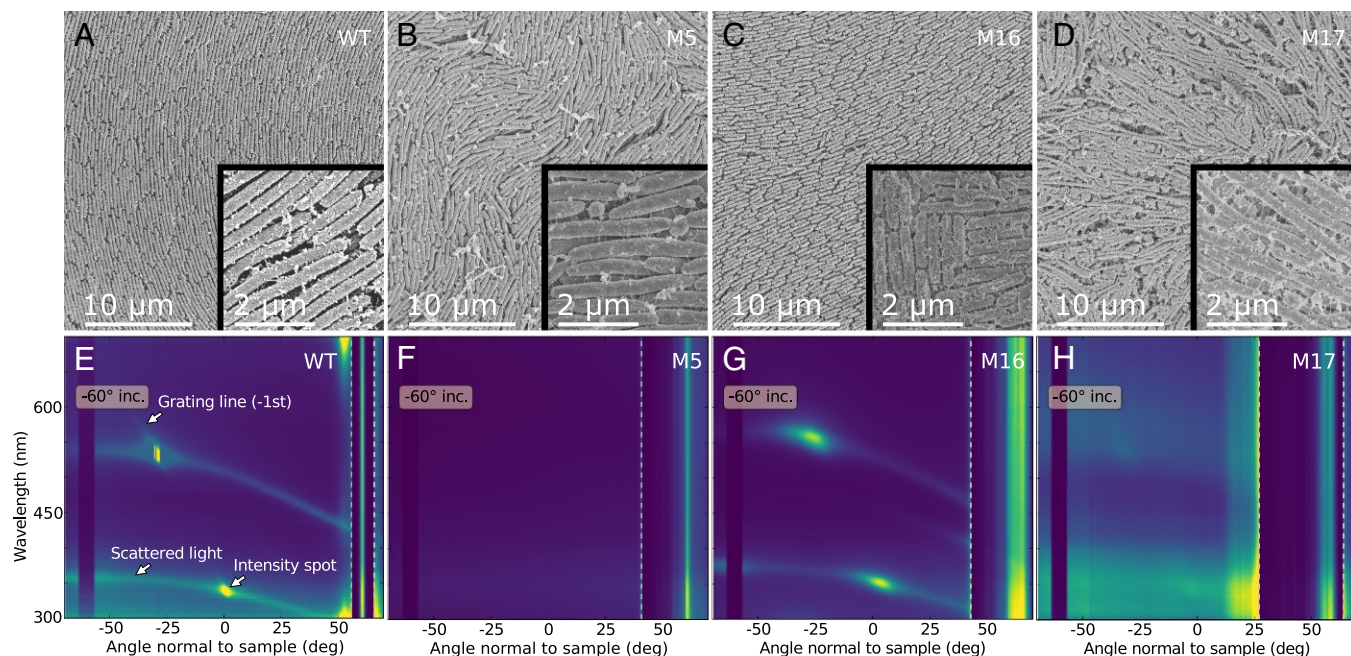 A WT
10 µm 2 µm
B M5
10 µm 2 µm
C M16
10 µm 2 µm
D M17
10 µm 2 µm
E WT
-60° inc.
Grating line (-1st)
Scattered light
Intensity spot
F M5
-60° inc.
G M16
-60° inc.
H M17
-60° inc.
Wavelength (nm)
600
450
300
-50 -25 0 25 50
Angle normal to sample (deg)
-50 -25 0 25 50
Angle normal to sample (deg)
-50 -25 0 25 50
Angle normal to sample (deg)
-50 -25 0 25 50
Angle normal to sample (deg)